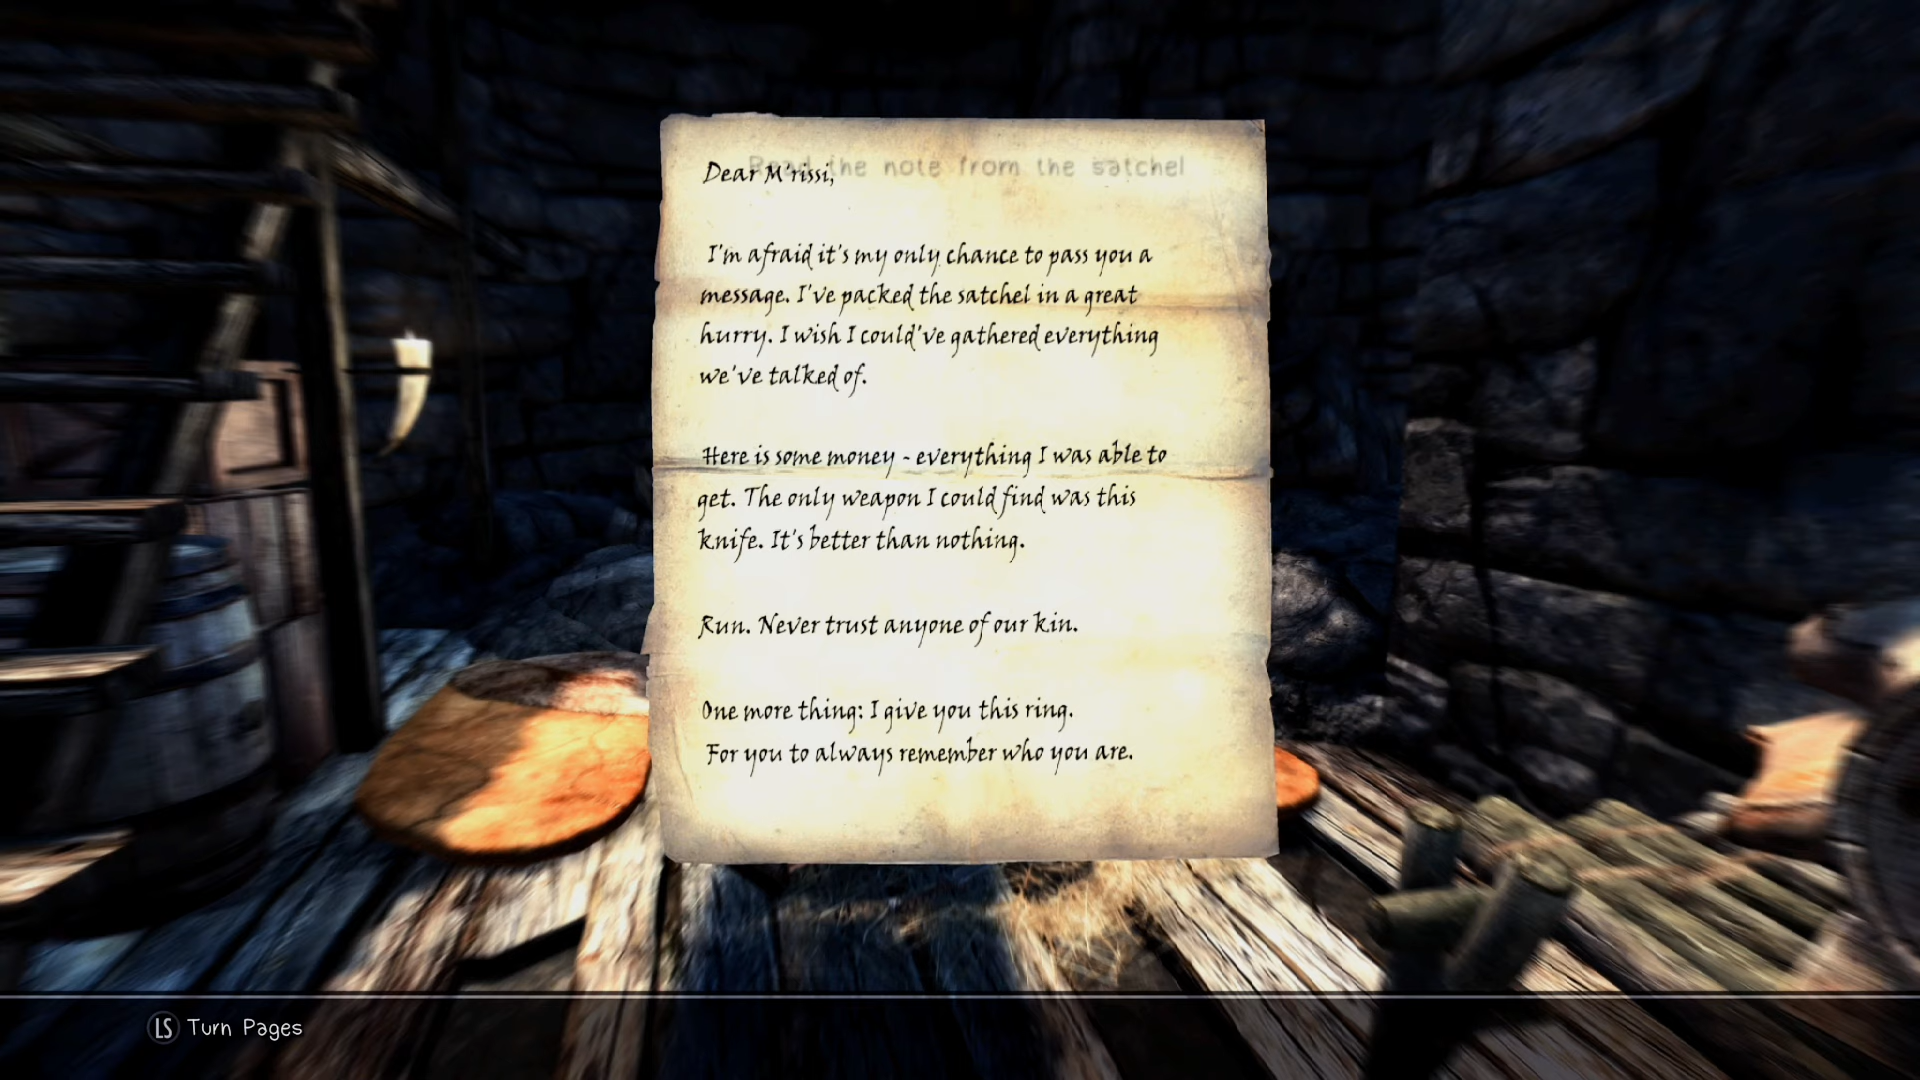 Read the note from the satchel
Dear M'rissi,
I'm afraid it's my only chance to pass you a
message. I've packed the satchel in a great
hurry. I wish I could've gathered everything
we've talked of.
Here is some money - everything I was able to
get. The only weapon I could find was this
knife. It's better than nothing.
Run. Never trust anyone of our kin.
One more thing: I give you this ring.
For you to always remember who you are.
LS Turn Pages